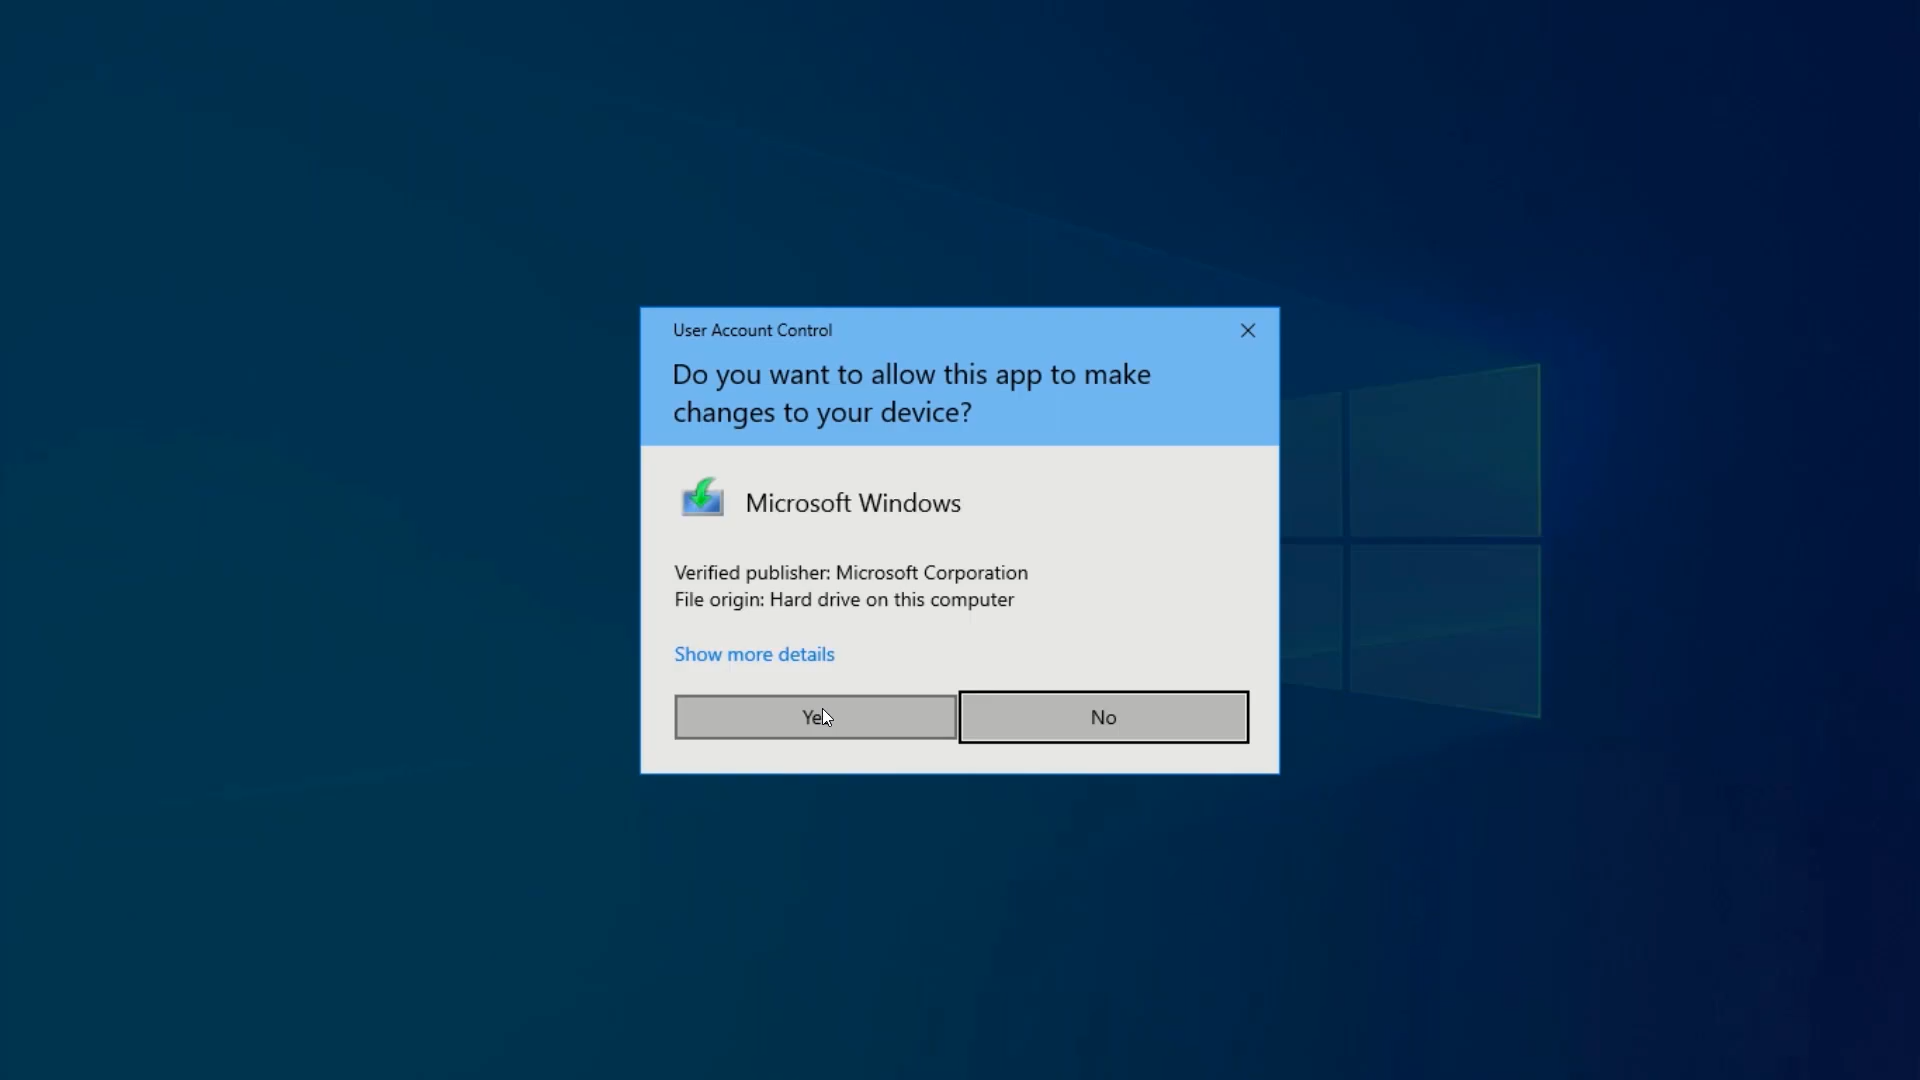 User Account Control
Do you want to allow this app to make
changes to your device?
Microsoft Windows
Verified publisher: Microsoft Corporation
File origin: Hard drive on this computer
Show more details
Yes
No